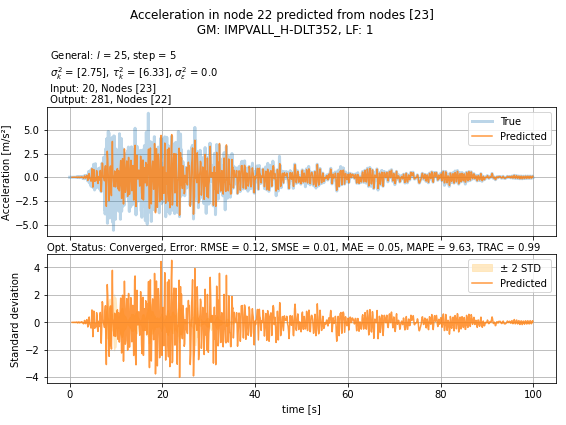 Acceleration in node 22 predicted from nodes [23]
GM: IMPVALL_H-DLT352, LF: 1
General: l = 25, step = 5
σ²ₖ = [2.75], τ²ₖ = [6.33], σ²ε = 0.0
Input: 20, Nodes [23]
Output: 281, Nodes [22]
True
Predicted
Acceleration [m/s²]
5.0
2.5
0.0
−2.5
−5.0
Opt. Status: Converged, Error: RMSE = 0.12, SMSE = 0.01, MAE = 0.05, MAPE = 9.63, TRAC = 0.99
± 2 STD
Predicted
Standard deviation
4
2
0
−2
−4
0 20 40 60 80 100
time [s]